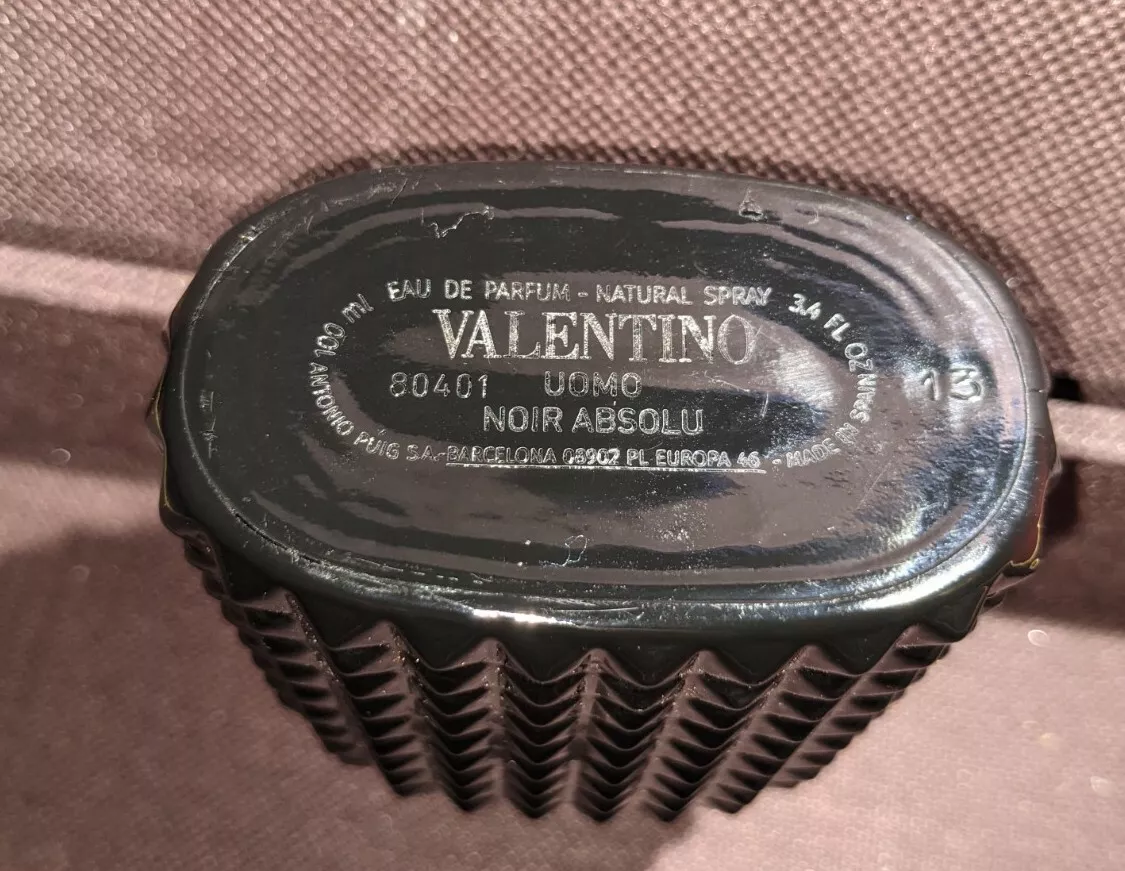 EAU DE PARFUM - NATURAL SPRAY
100 ml
3.4 FL OZ
VALENTINO
80401 UOMO
13
NOIR ABSOLU
ANTONIO PUIG S.A.-BARCELONA 08902 PL EUROPA 46 - MADE IN SPAIN